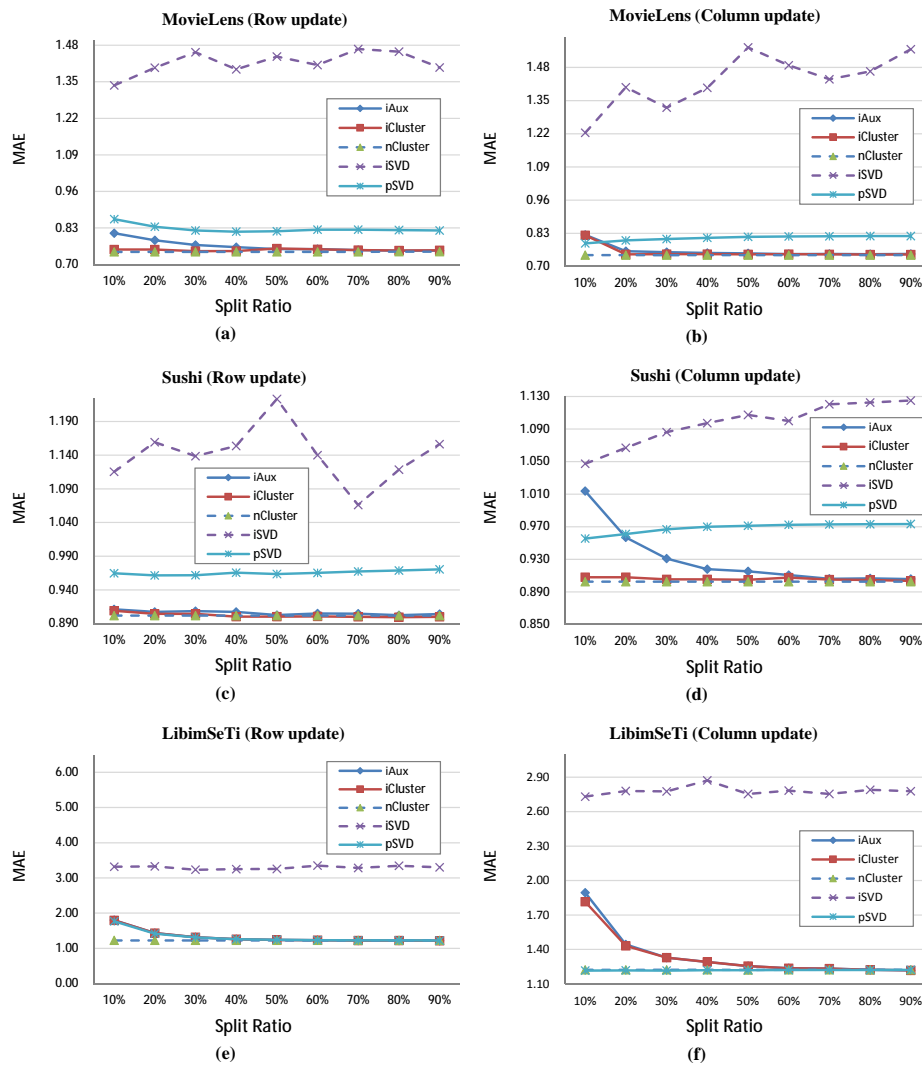 MovieLens (Row update)
1.48
1.35
1.22
1.09
0.96
0.83
0.70
MAE
iAux
iCluster
nCluster
iSVD
pSVD
10% 20% 30% 40% 50% 60% 70% 80% 90%
Split Ratio
(a)
MovieLens (Column update)
1.48
1.35
1.22
1.09
0.96
0.83
0.70
MAE
iAux
iCluster
nCluster
iSVD
pSVD
10% 20% 30% 40% 50% 60% 70% 80% 90%
Split Ratio
(b)
Sushi (Row update)
1.190
1.140
1.090
1.040
0.990
0.940
0.890
MAE
iAux
iCluster
nCluster
iSVD
pSVD
10% 20% 30% 40% 50% 60% 70% 80% 90%
Split Ratio
(c)
Sushi (Column update)
1.130
1.090
1.050
1.010
0.970
0.930
0.890
0.850
MAE
iAux
iCluster
nCluster
iSVD
pSVD
10% 20% 30% 40% 50% 60% 70% 80% 90%
Split Ratio
(d)
LibimSeTi (Row update)
6.00
5.00
4.00
3.00
2.00
1.00
0.00
MAE
iAux
iCluster
nCluster
iSVD
pSVD
10% 20% 30% 40% 50% 60% 70% 80% 90%
Split Ratio
(e)
LibimSeTi (Column update)
2.90
2.60
2.30
2.00
1.70
1.40
1.10
MAE
iAux
iCluster
nCluster
iSVD
pSVD
10% 20% 30% 40% 50% 60% 70% 80% 90%
Split Ratio
(f)